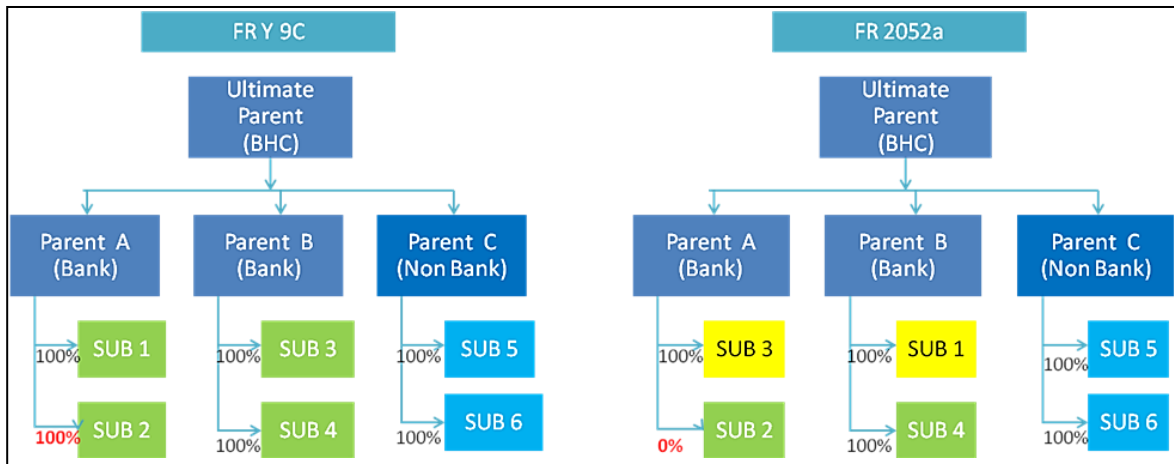 FR Y 9C
Ultimate
Parent
(BHC)
Parent A
(Bank)
Parent B
(Bank)
Parent C
(Non Bank)
100%
SUB 1
100%
SUB 3
100%
SUB 5
100%
SUB 2
100%
SUB 4
100%
SUB 6
FR 2052a
Ultimate
Parent
(BHC)
Parent A
(Bank)
Parent B
(Bank)
Parent C
(Non Bank)
100%
SUB 3
100%
SUB 1
100%
SUB 5
0%
SUB 2
100%
SUB 4
100%
SUB 6